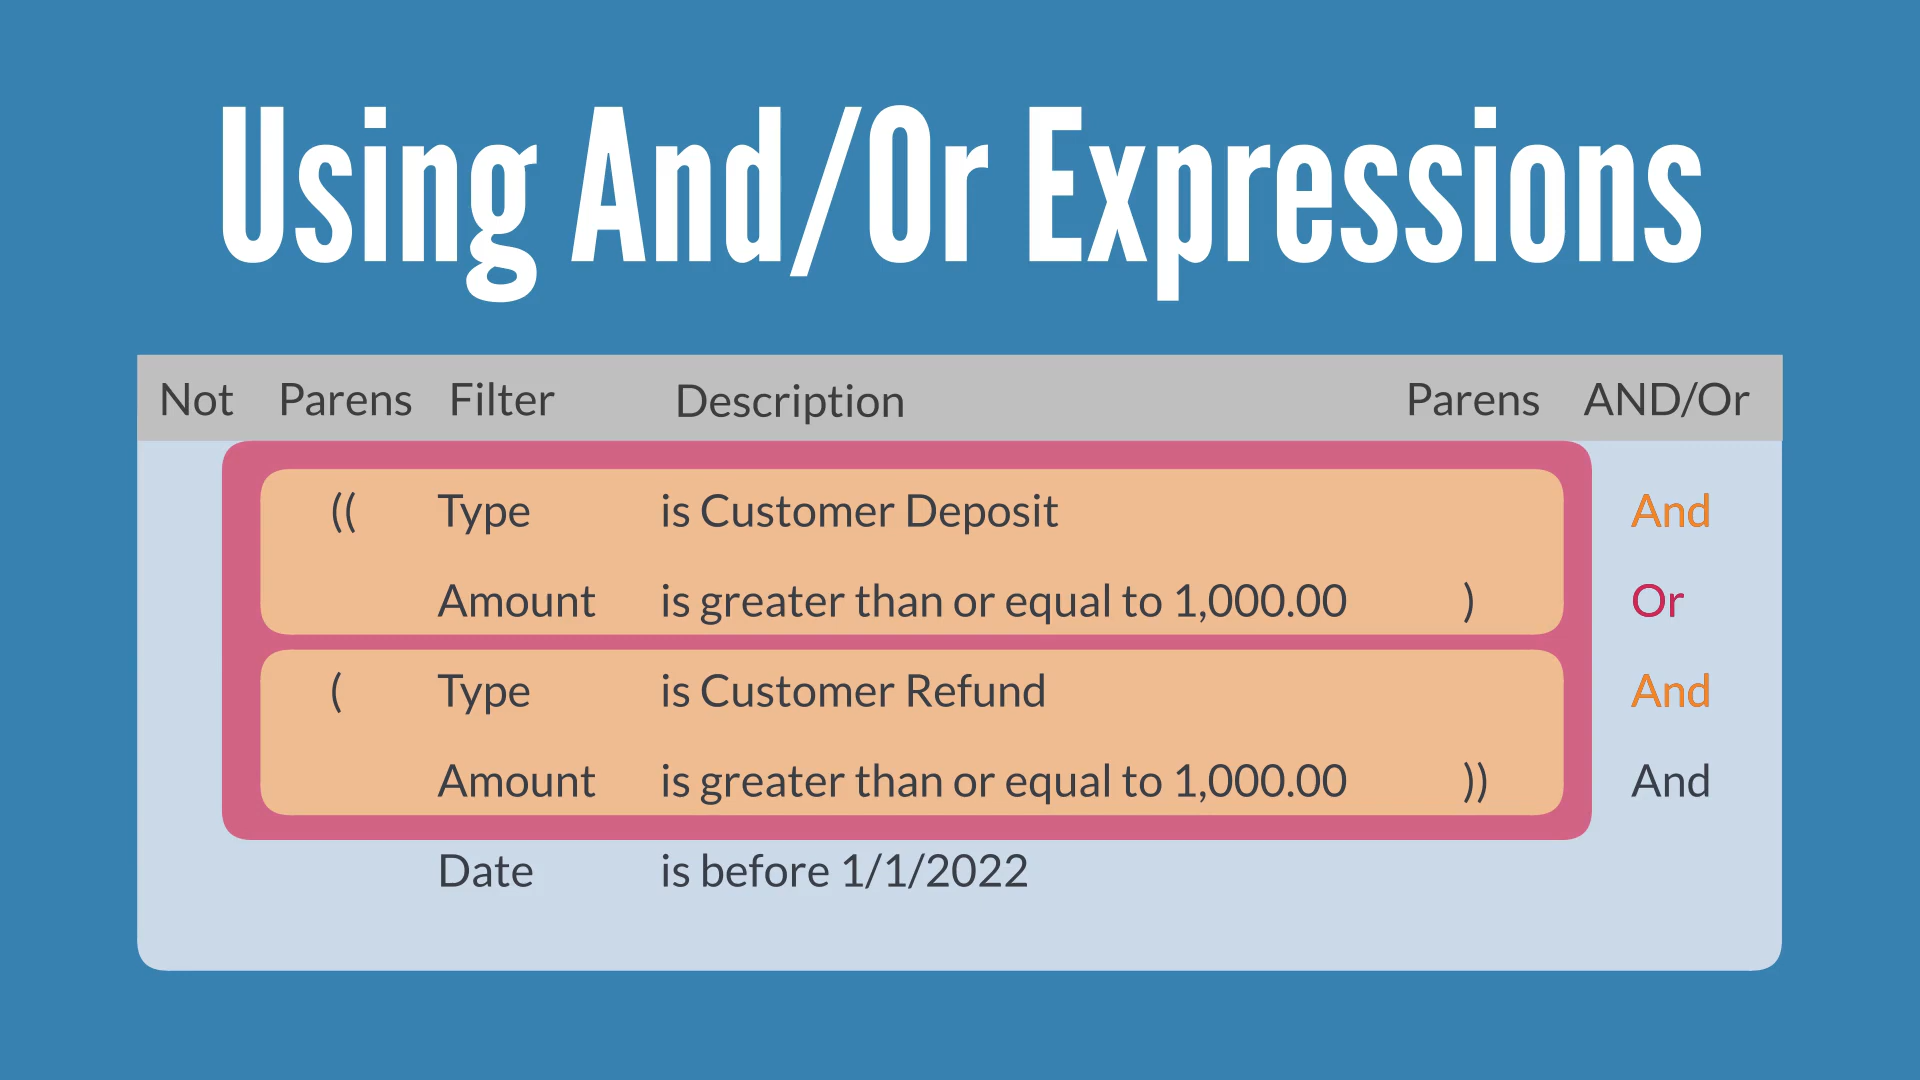 Using And/Or Expressions
Not Parens Filter Description Parens AND/Or
(( Type is Customer Deposit And
Amount is greater than or equal to 1,000.00 ) Or
( Type is Customer Refund And
Amount is greater than or equal to 1,000.00 )) And
Date is before 1/1/2022